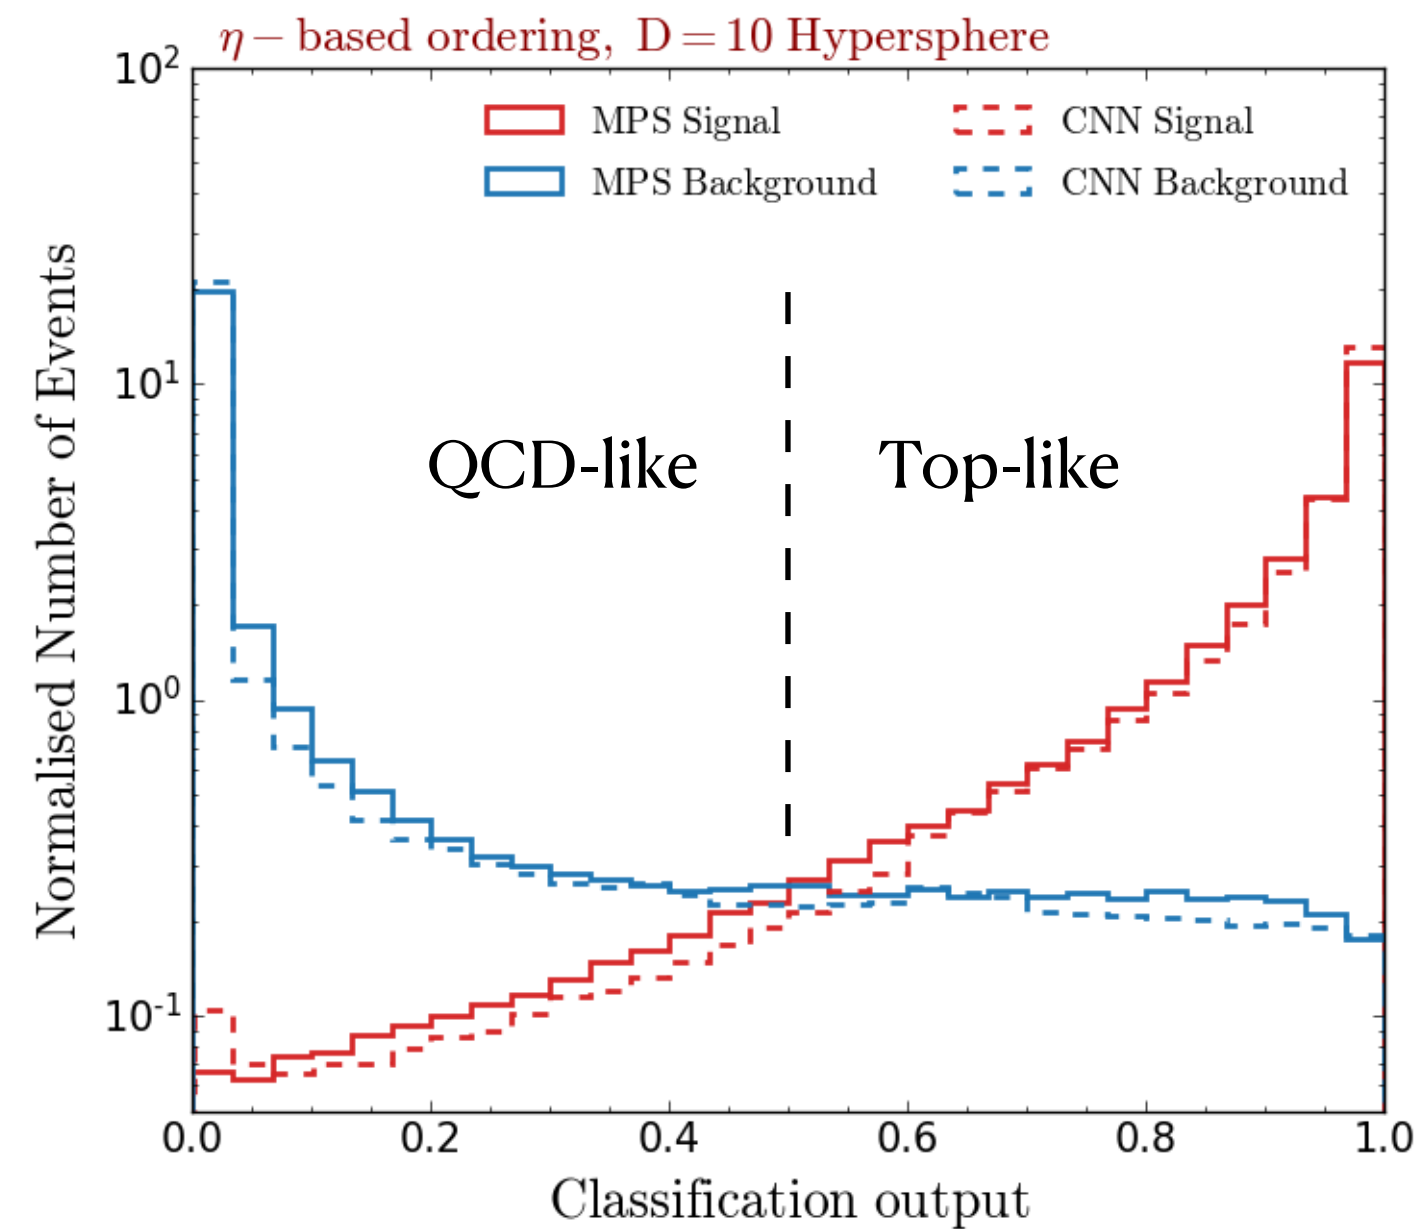 η − based ordering, D = 10 Hypersphere
MPS Signal
MPS Background
CNN Signal
CNN Background
QCD-like
Top-like
Normalised Number of Events
10²
10¹
10⁰
10⁻¹
0.0 0.2 0.4 0.6 0.8 1.0
Classification output